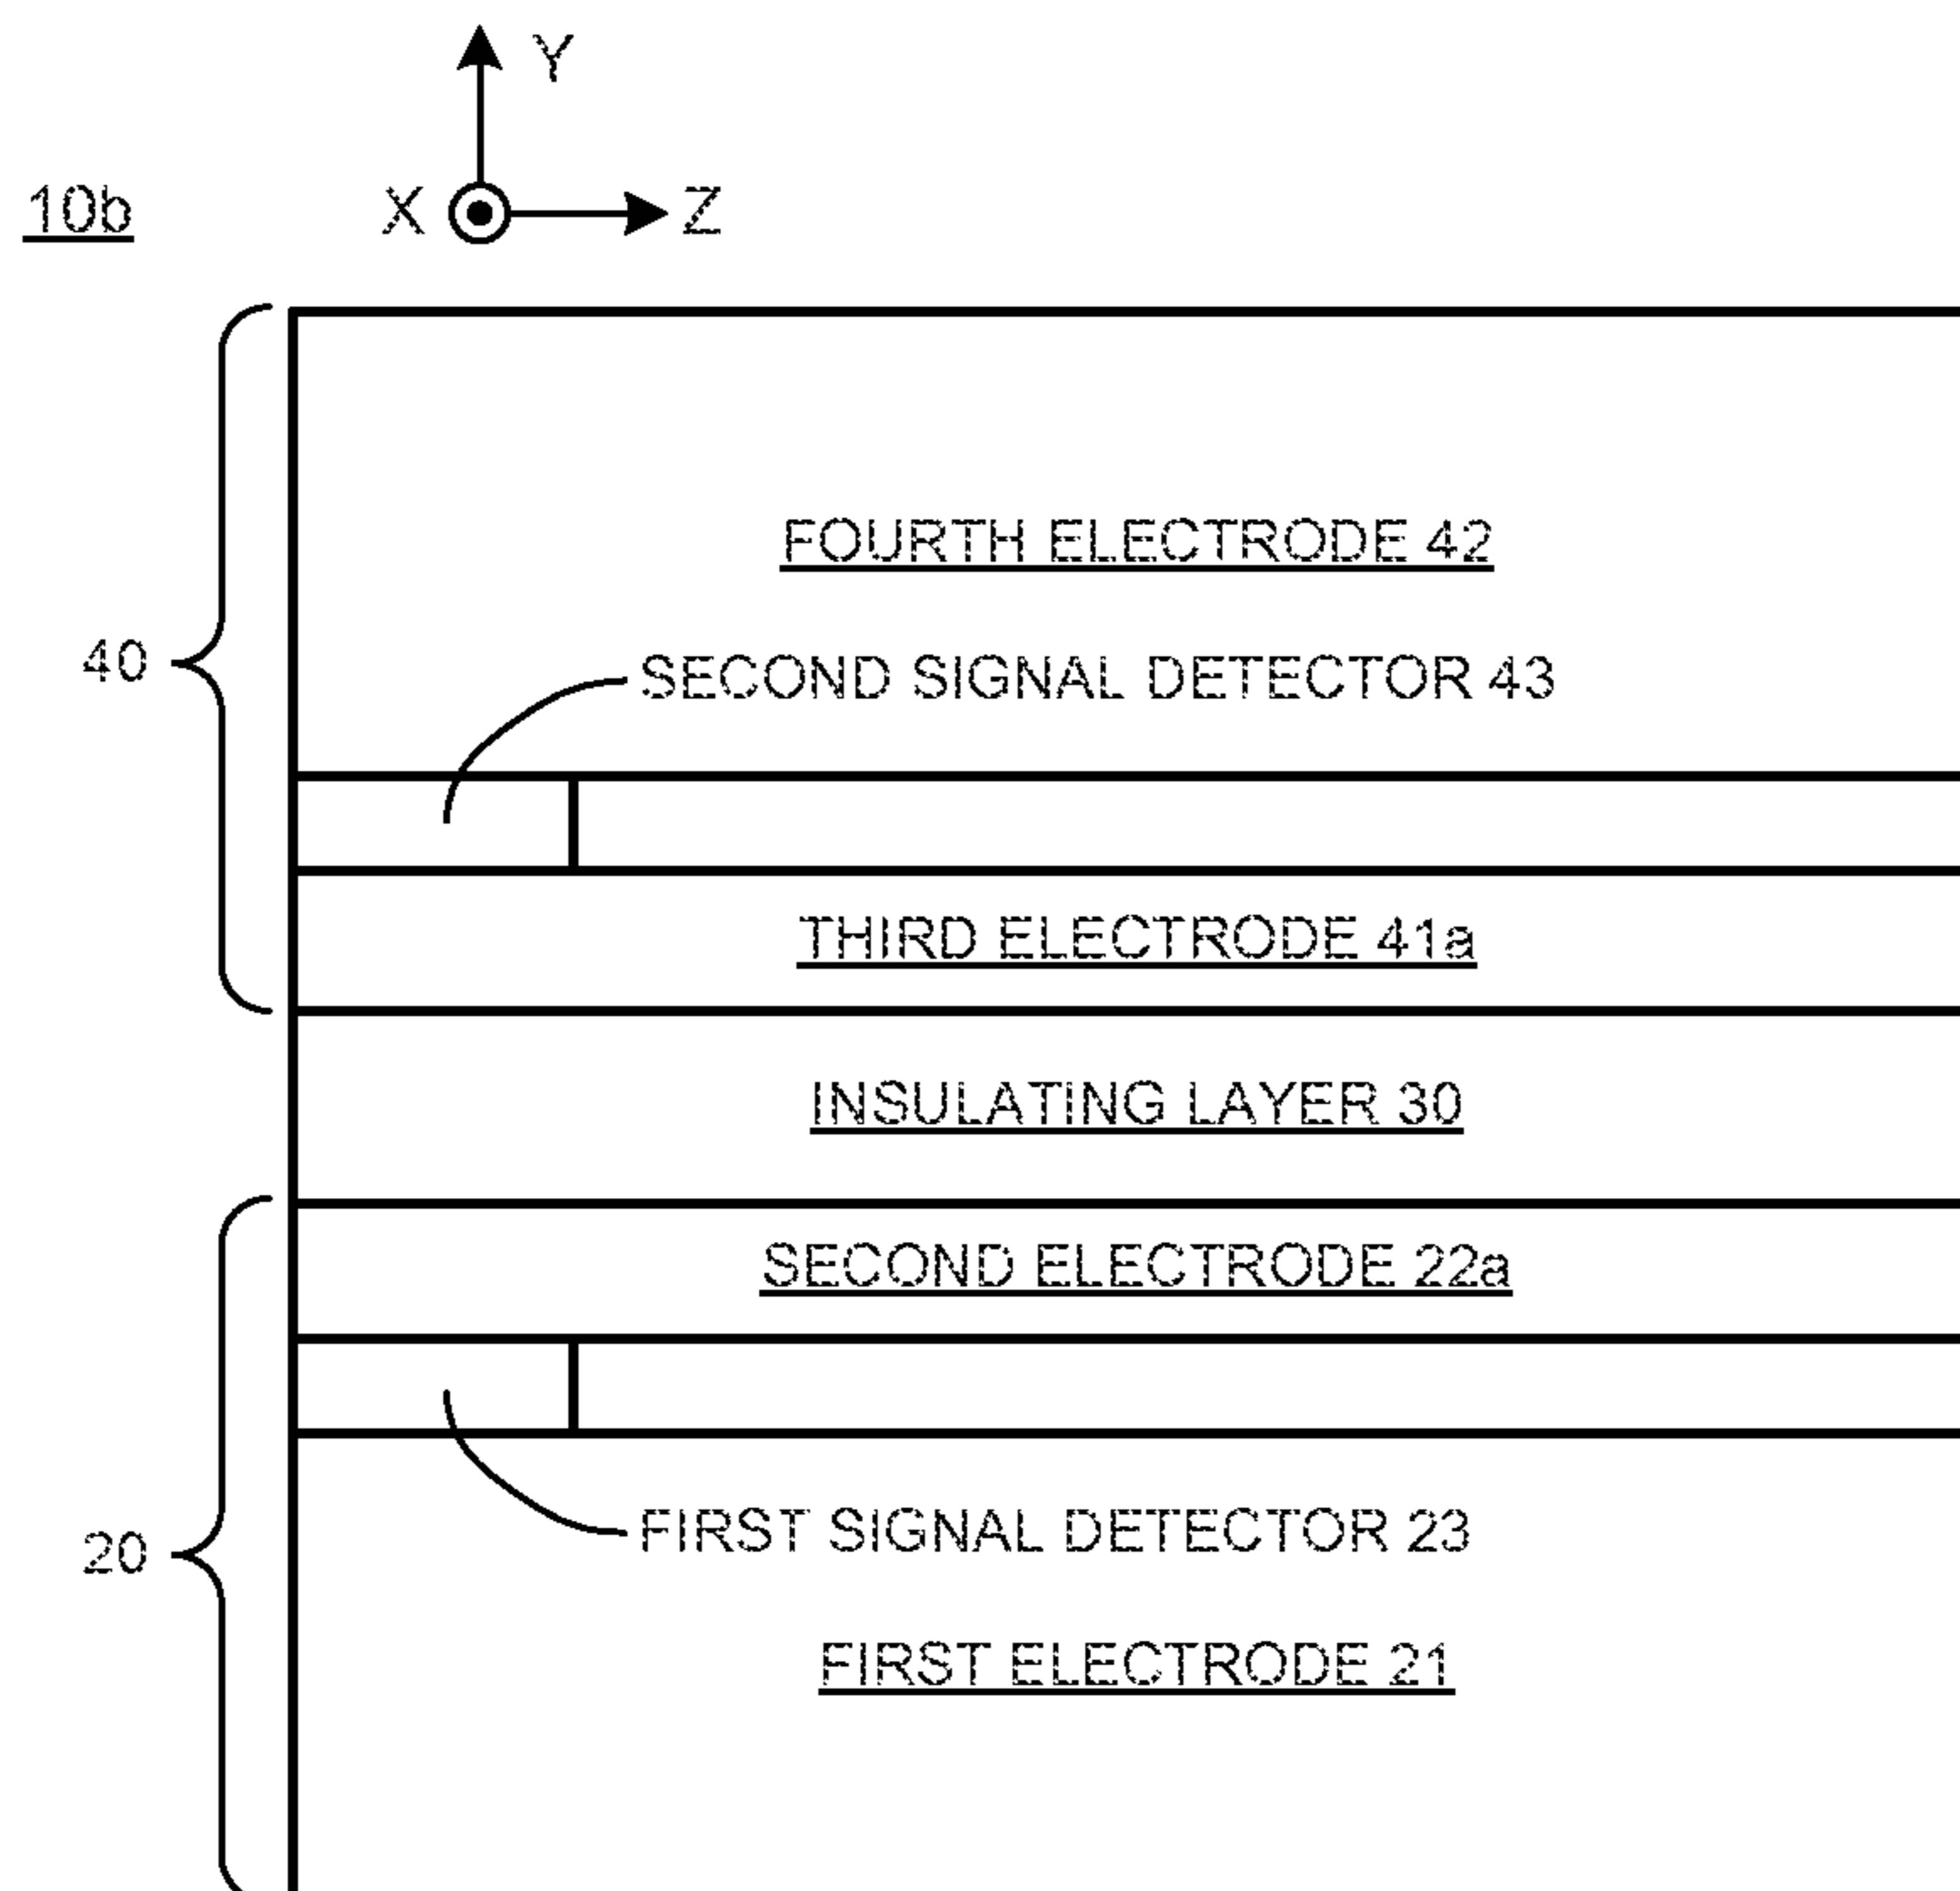 Y
10b
X
Z
FOURTH ELECTRODE 42
40
SECOND SIGNAL DETECTOR 43
THIRD ELECTRODE 41a
INSULATING LAYER 30
SECOND ELECTRODE 22a
FIRST SIGNAL DETECTOR 23
20
FIRST ELECTRODE 21